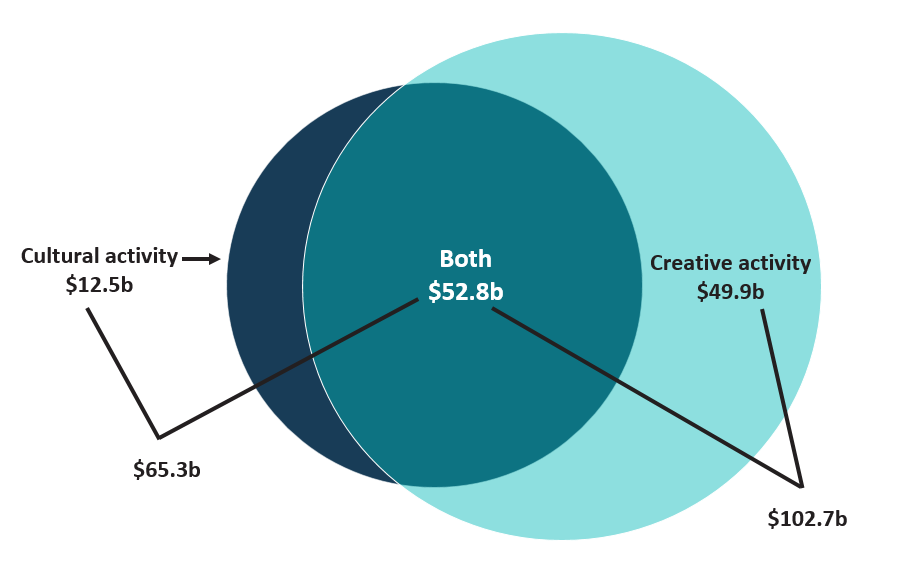 Cultural activity
$12.5b
Both
$52.8b
Creative activity
$49.9b
$65.3b
$102.7b